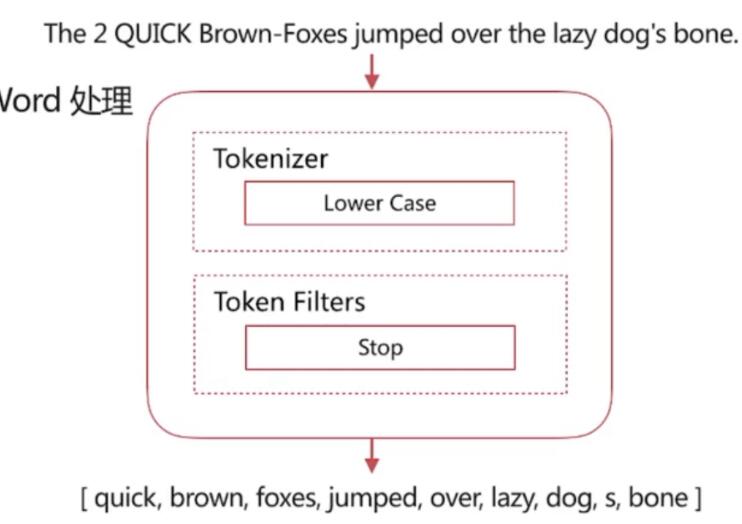 The 2 QUICK Brown-Foxes jumped over the lazy dog's bone.
Word 处理
Tokenizer
Lower Case
Token Filters
Stop
[ quick, brown, foxes, jumped, over, lazy, dog, s, bone ]